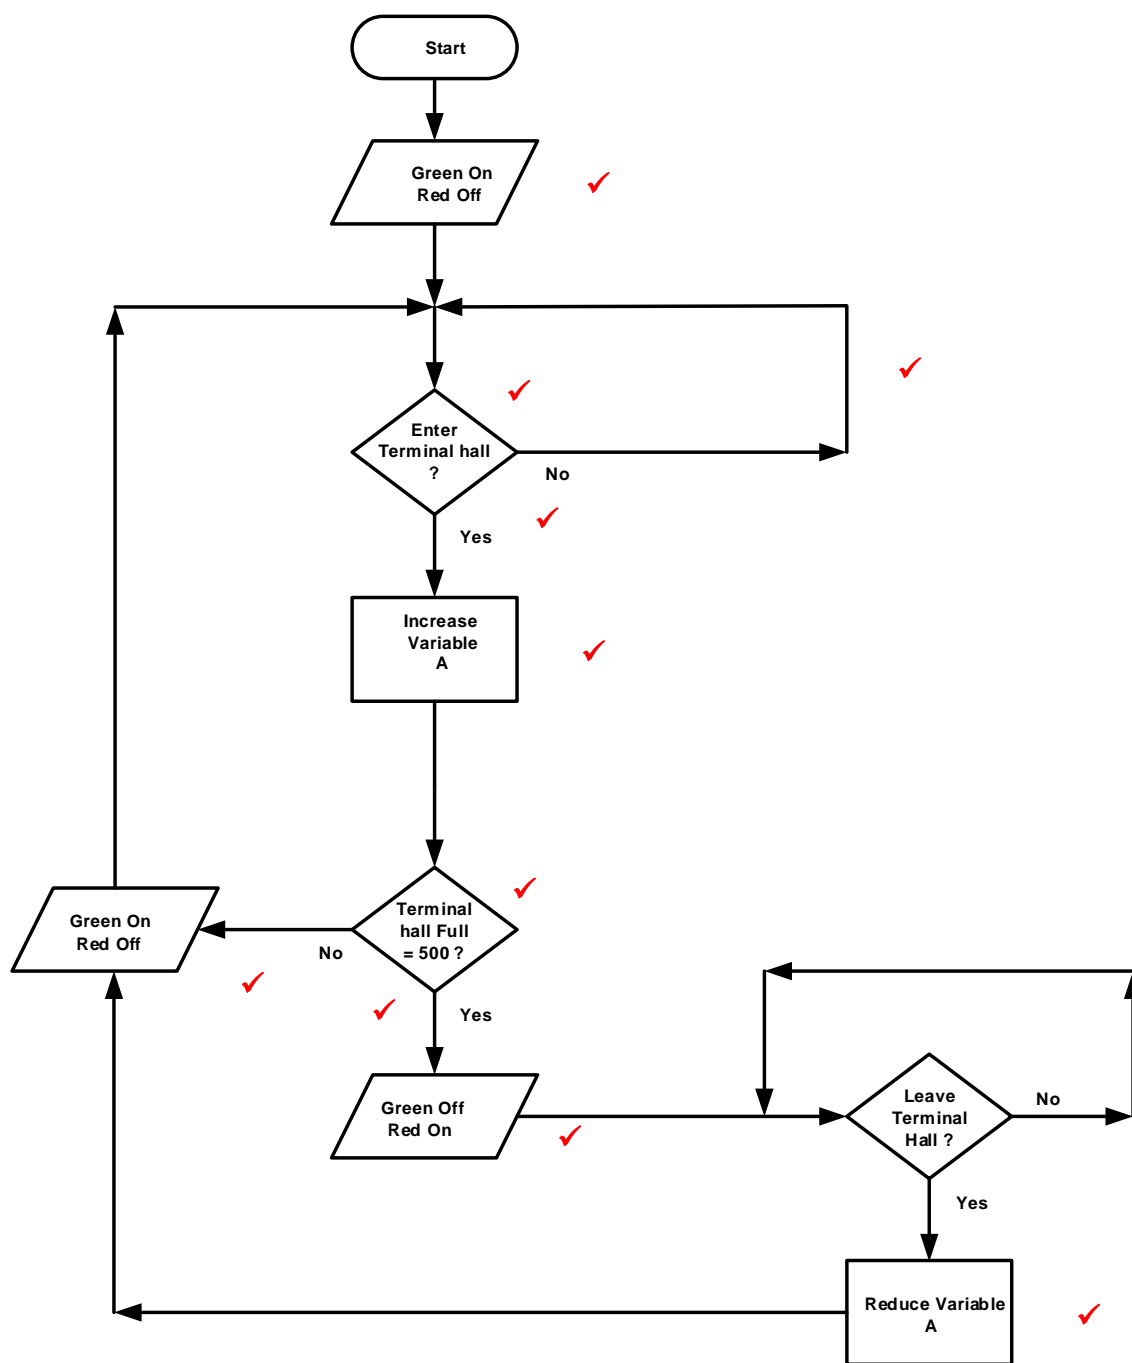 Start
Green On
Red Off
Enter
Terminal hall
?
No
Yes
Increase
Variable
A
Terminal
hall Full
= 500 ?
No
Green On
Red Off
Yes
Green Off
Red On
Leave
Terminal
Hall ?
No
Yes
Reduce Variable
A